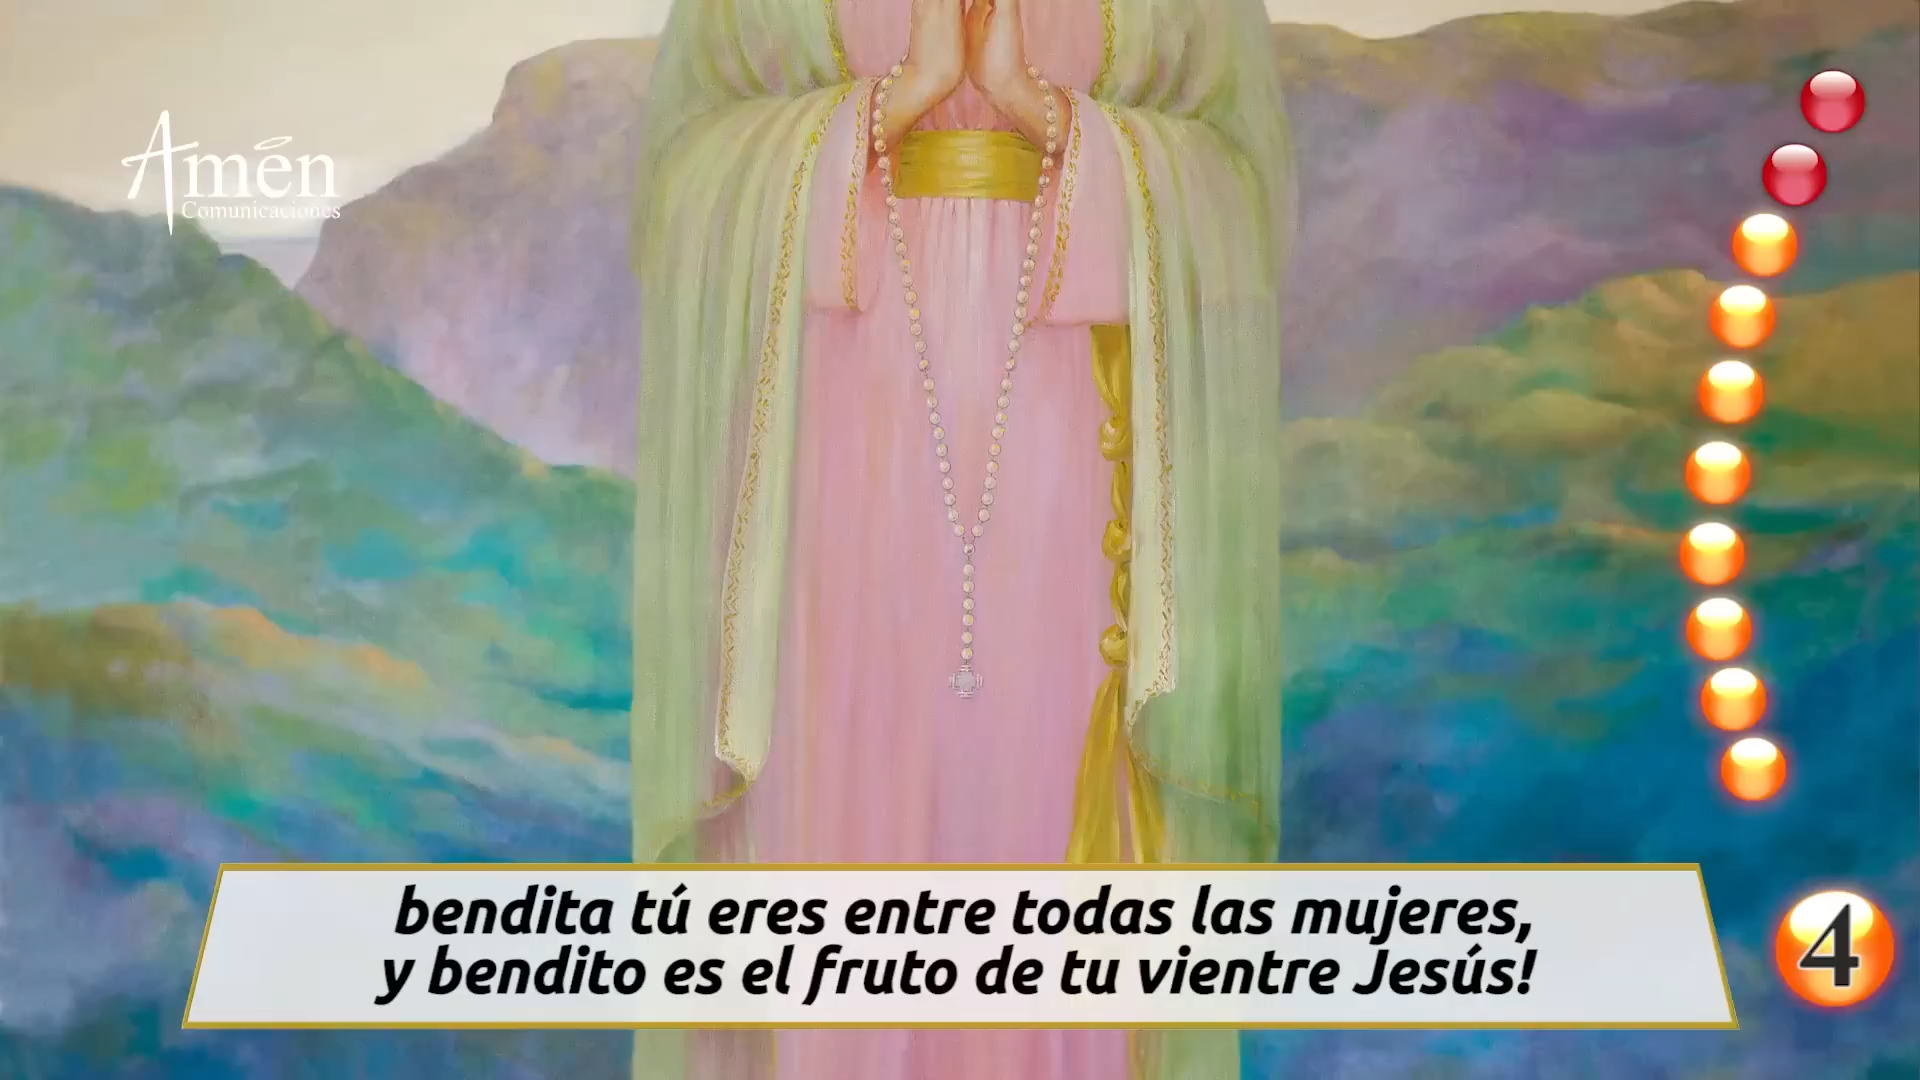 Amén
Comunicaciones
bendita tú eres entre todas las mujeres,
y bendito es el fruto de tu vientre Jesús!
4